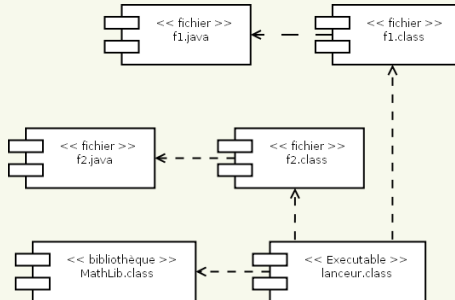 << fichier >>
f1.java
<< fichier >>
f1.class
<< fichier >>
f2.java
<< fichier >>
f2.class
<< bibliothèque >>
MathLib.class
<< Executable >>
lanceur.class